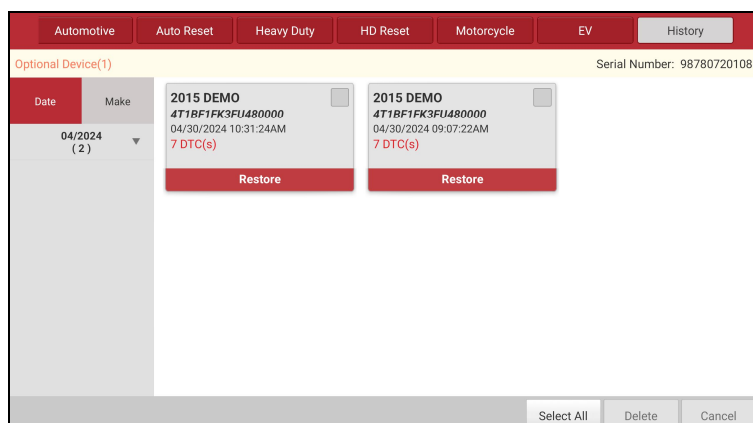 Automotive
Auto Reset
Heavy Duty
HD Reset
Motorcycle
EV
History
Optional Device(1)
Serial Number: 98780720108
Date
Make
04/2024
( 2 )
2015 DEMO
4T1BF1FK3FU480000
04/30/2024 10:31:24AM
7 DTC(s)
Restore
2015 DEMO
4T1BF1FK3FU480000
04/30/2024 09:07:22AM
7 DTC(s)
Restore
Select All
Delete
Cancel